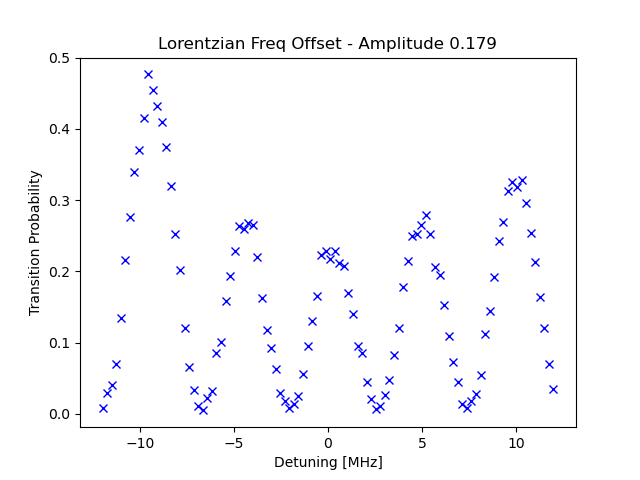 Lorentzian Freq Offset - Amplitude 0.179
0.5
0.4
0.3
0.2
0.1
0.0
Transition Probability
−10 −5 0 5 10
Detuning [MHz]